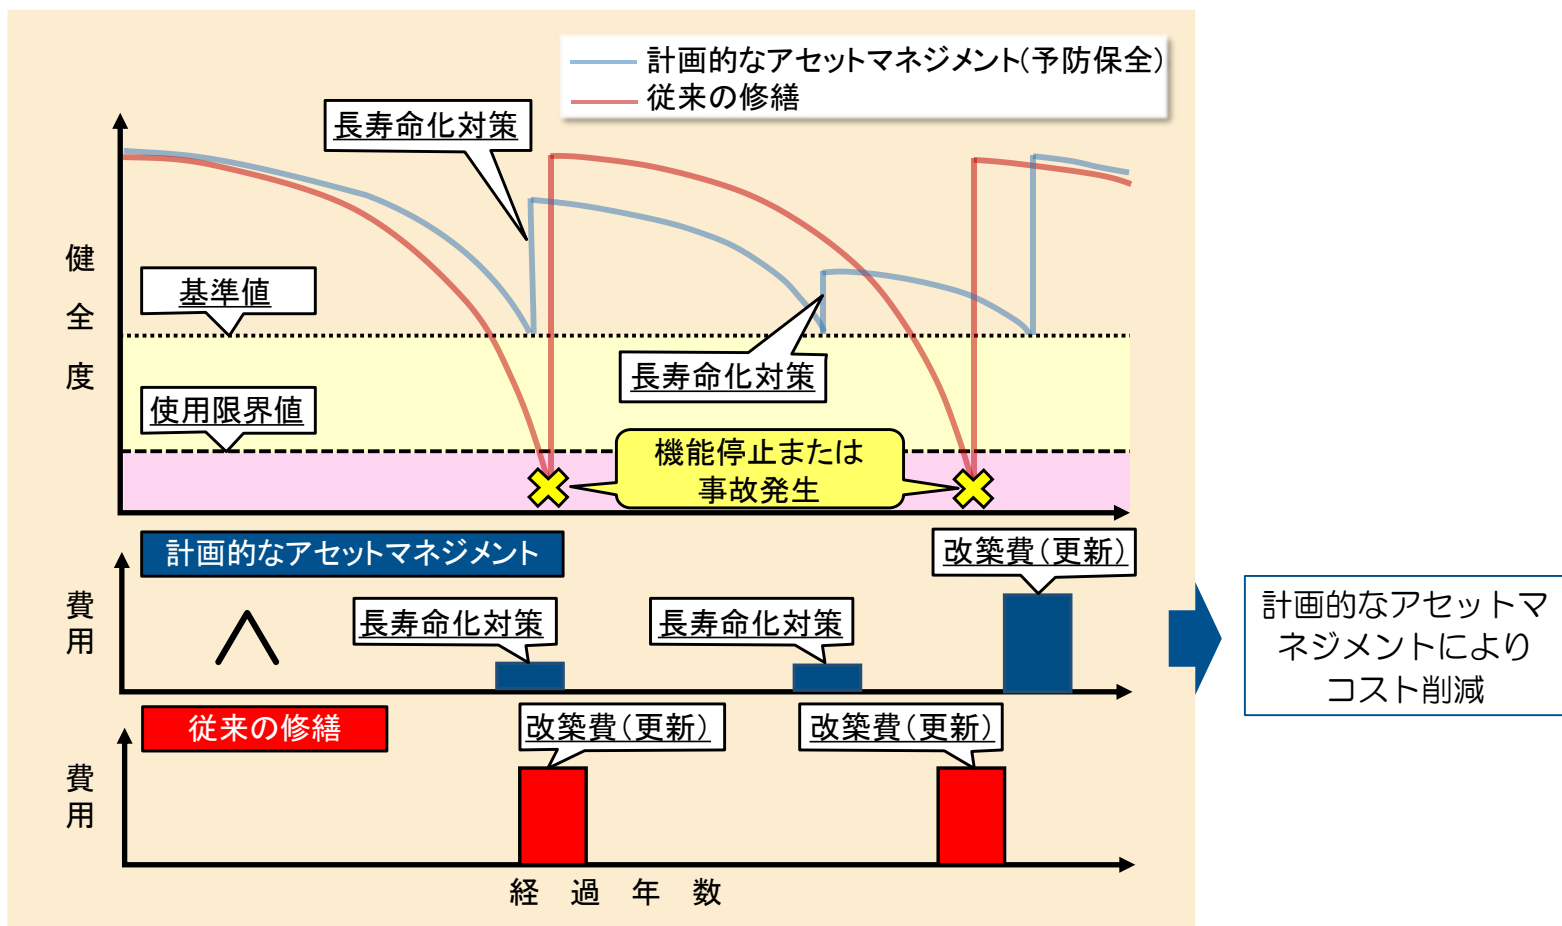 計画的なアセットマネジメント(予防保全)
従来の修繕
長寿命化対策
健全度
基準値
長寿命化対策
使用限界値
機能停止または
事故発生
計画的なアセットマネジメント
改築費(更新)
費用
長寿命化対策
長寿命化対策
計画的なアセットマ
ネジメントにより
コスト削減
従来の修繕
改築費(更新)
改築費(更新)
費用
経過年数